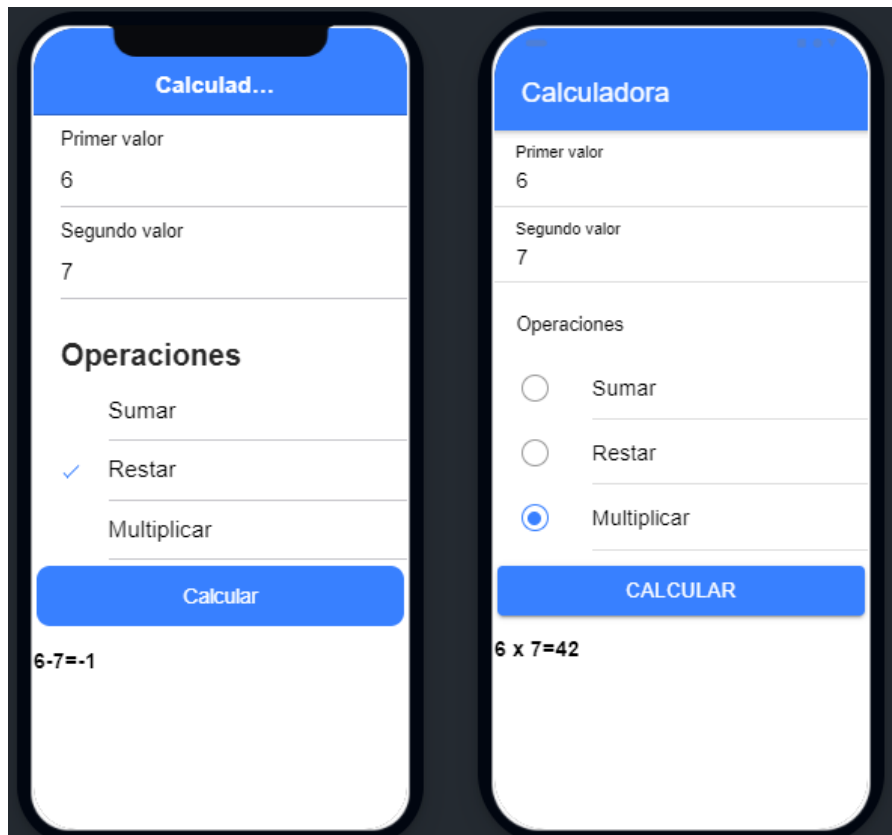 Calculad...
Primer valor
6
Segundo valor
7
Operaciones
Sumar
Restar
Multiplicar
Calcular
6-7=-1
Calculadora
Primer valor
6
Segundo valor
7
Operaciones
Sumar
Restar
Multiplicar
CALCULAR
6 x 7=42